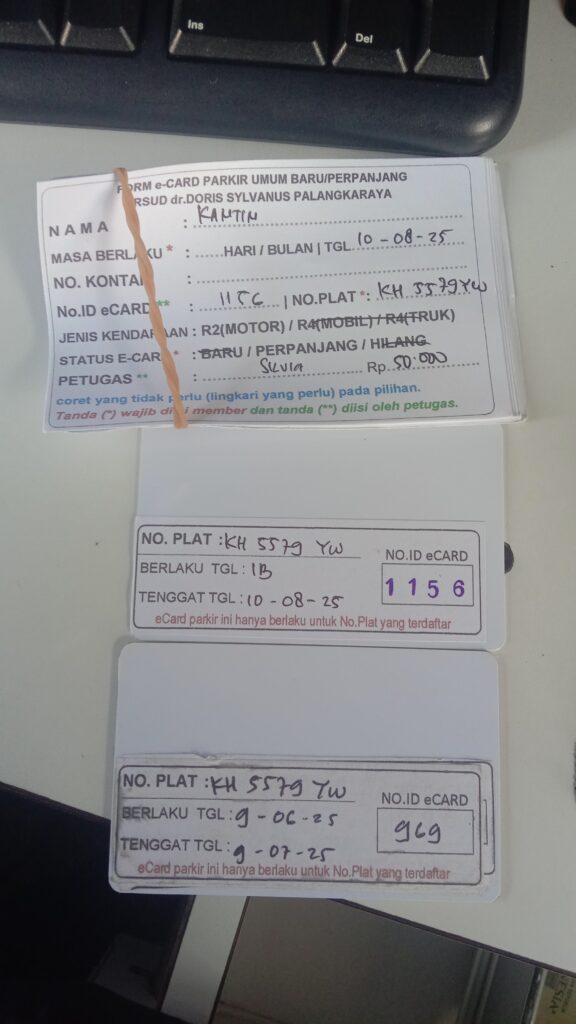 Ins
Del
FORM e-CARD PARKIR UMUM BARU/PERPANJANG
RSUD dr.DORIS SYLVANUS PALANGKARAYA
NAMA : KANTIN
MASA BERLAKU * : ......HARI / BULAN | TGL 10-08-25
NO. KONTAK :
No.ID eCARD ** : 1156 | NO.PLAT *: KH 5579 YW
JENIS KENDARAAN : R2(MOTOR) / R4(MOBIL) / R4(TRUK)
STATUS E-CARD * : BARU / PERPANJANG / HILANG
PETUGAS ** : Silvia Rp. 50.000
coret yang tidak perlu (lingkari yang perlu) pada pilihan.
Tanda (*) wajib diisi member dan tanda (**) diisi oleh petugas.
NO. PLAT : KH 5579 YW
NO.ID eCARD
BERLAKU TGL : 1B
1156
TENGGAT TGL : 10-08-25
eCard parkir ini hanya berlaku untuk No.Plat yang terdaftar
NO. PLAT : KH 5579 YW
NO.ID eCARD
BERLAKU TGL : 9-06-25
969
TENGGAT TGL : 9-07-25
eCard parkir ini hanya berlaku untuk No.Plat yang terdaftar